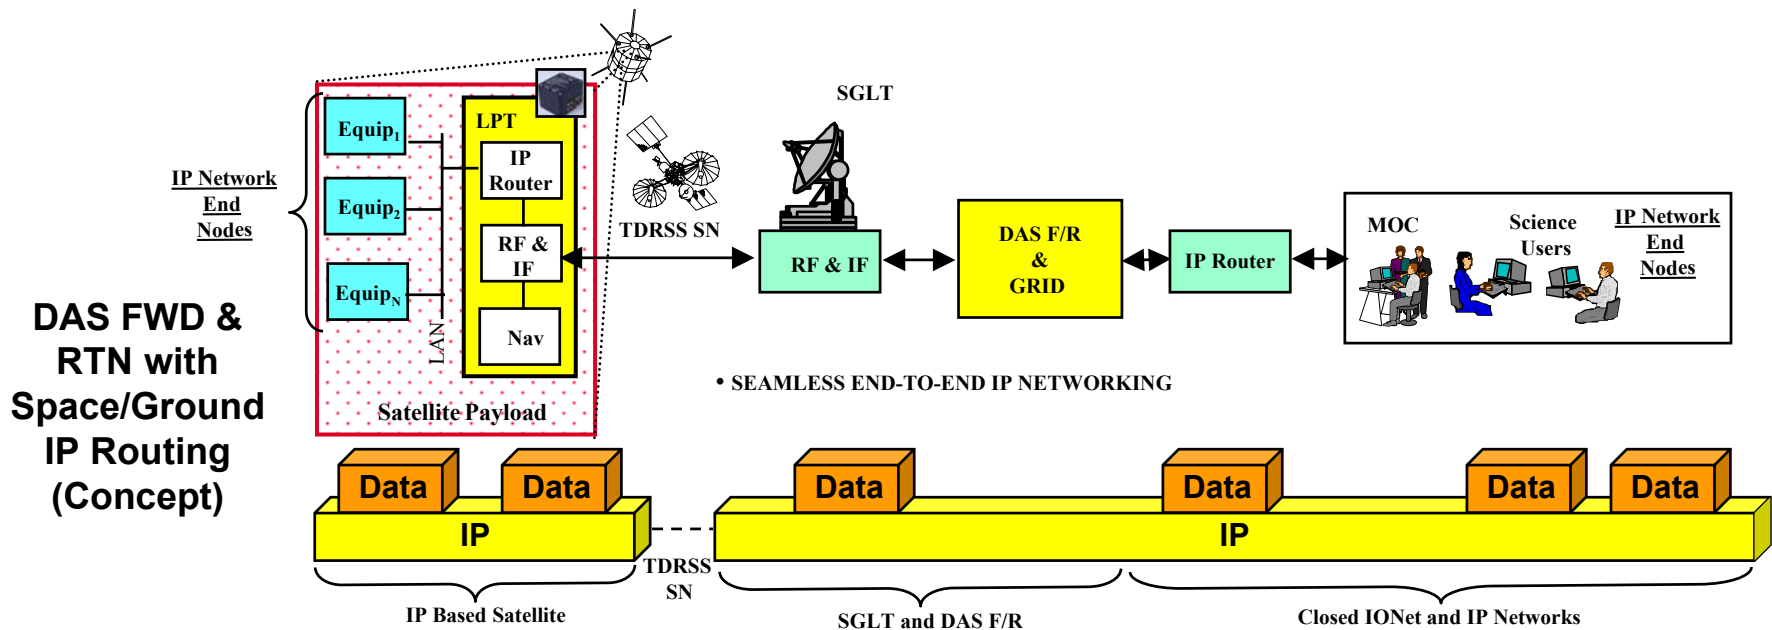 DAS FWD &
RTN with
Space/Ground
IP Routing
(Concept)
IP Network
End
Nodes
Equip1
Equip2
EquipN
LAN
LPT
IP
Router
RF &
IF
Nav
Satellite Payload
TDRSS SN
SGLT
RF & IF
DAS F/R
&
GRID
IP Router
MOC
Science
Users
IP Network
End
Nodes
• SEAMLESS END-TO-END IP NETWORKING
Data
Data
Data
Data
Data
Data
IP
IP
TDRSS
SN
IP Based Satellite
SGLT and DAS F/R
Closed IONet and IP Networks